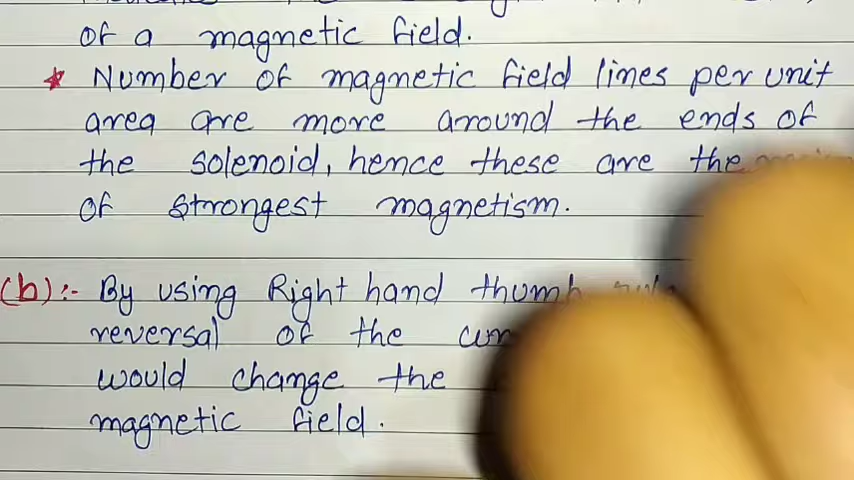 of a magnetic field.
* Number of magnetic field lines per unit
area are more around the ends of
the solenoid, hence these are the
of strongest magnetism.
(b):- By using Right hand thumb rule
reversal of the
would change the
magnetic field.